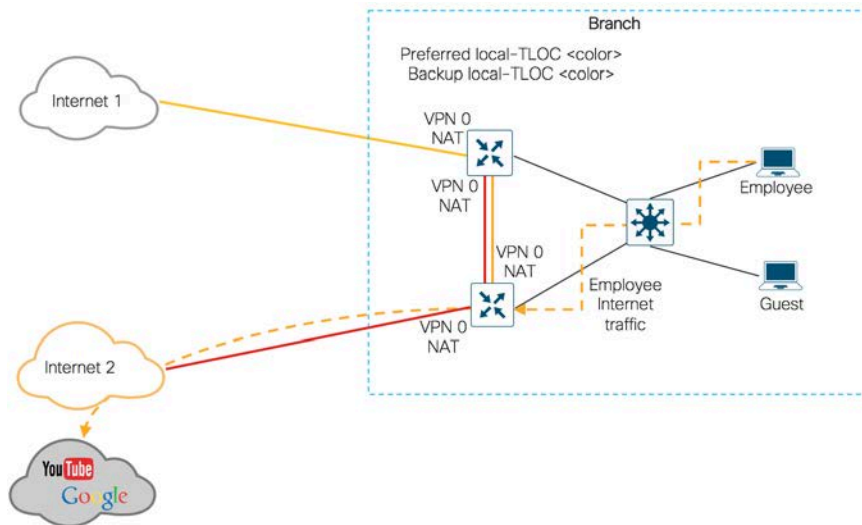 Branch
Preferred local-TLOC <color>
Backup local-TLOC <color>
Internet 1
VPN 0
NAT
VPN 0
NAT
Employee
VPN 0
NAT
Employee
Internet
traffic
Guest
VPN 0
NAT
Internet 2
YouTube
Google